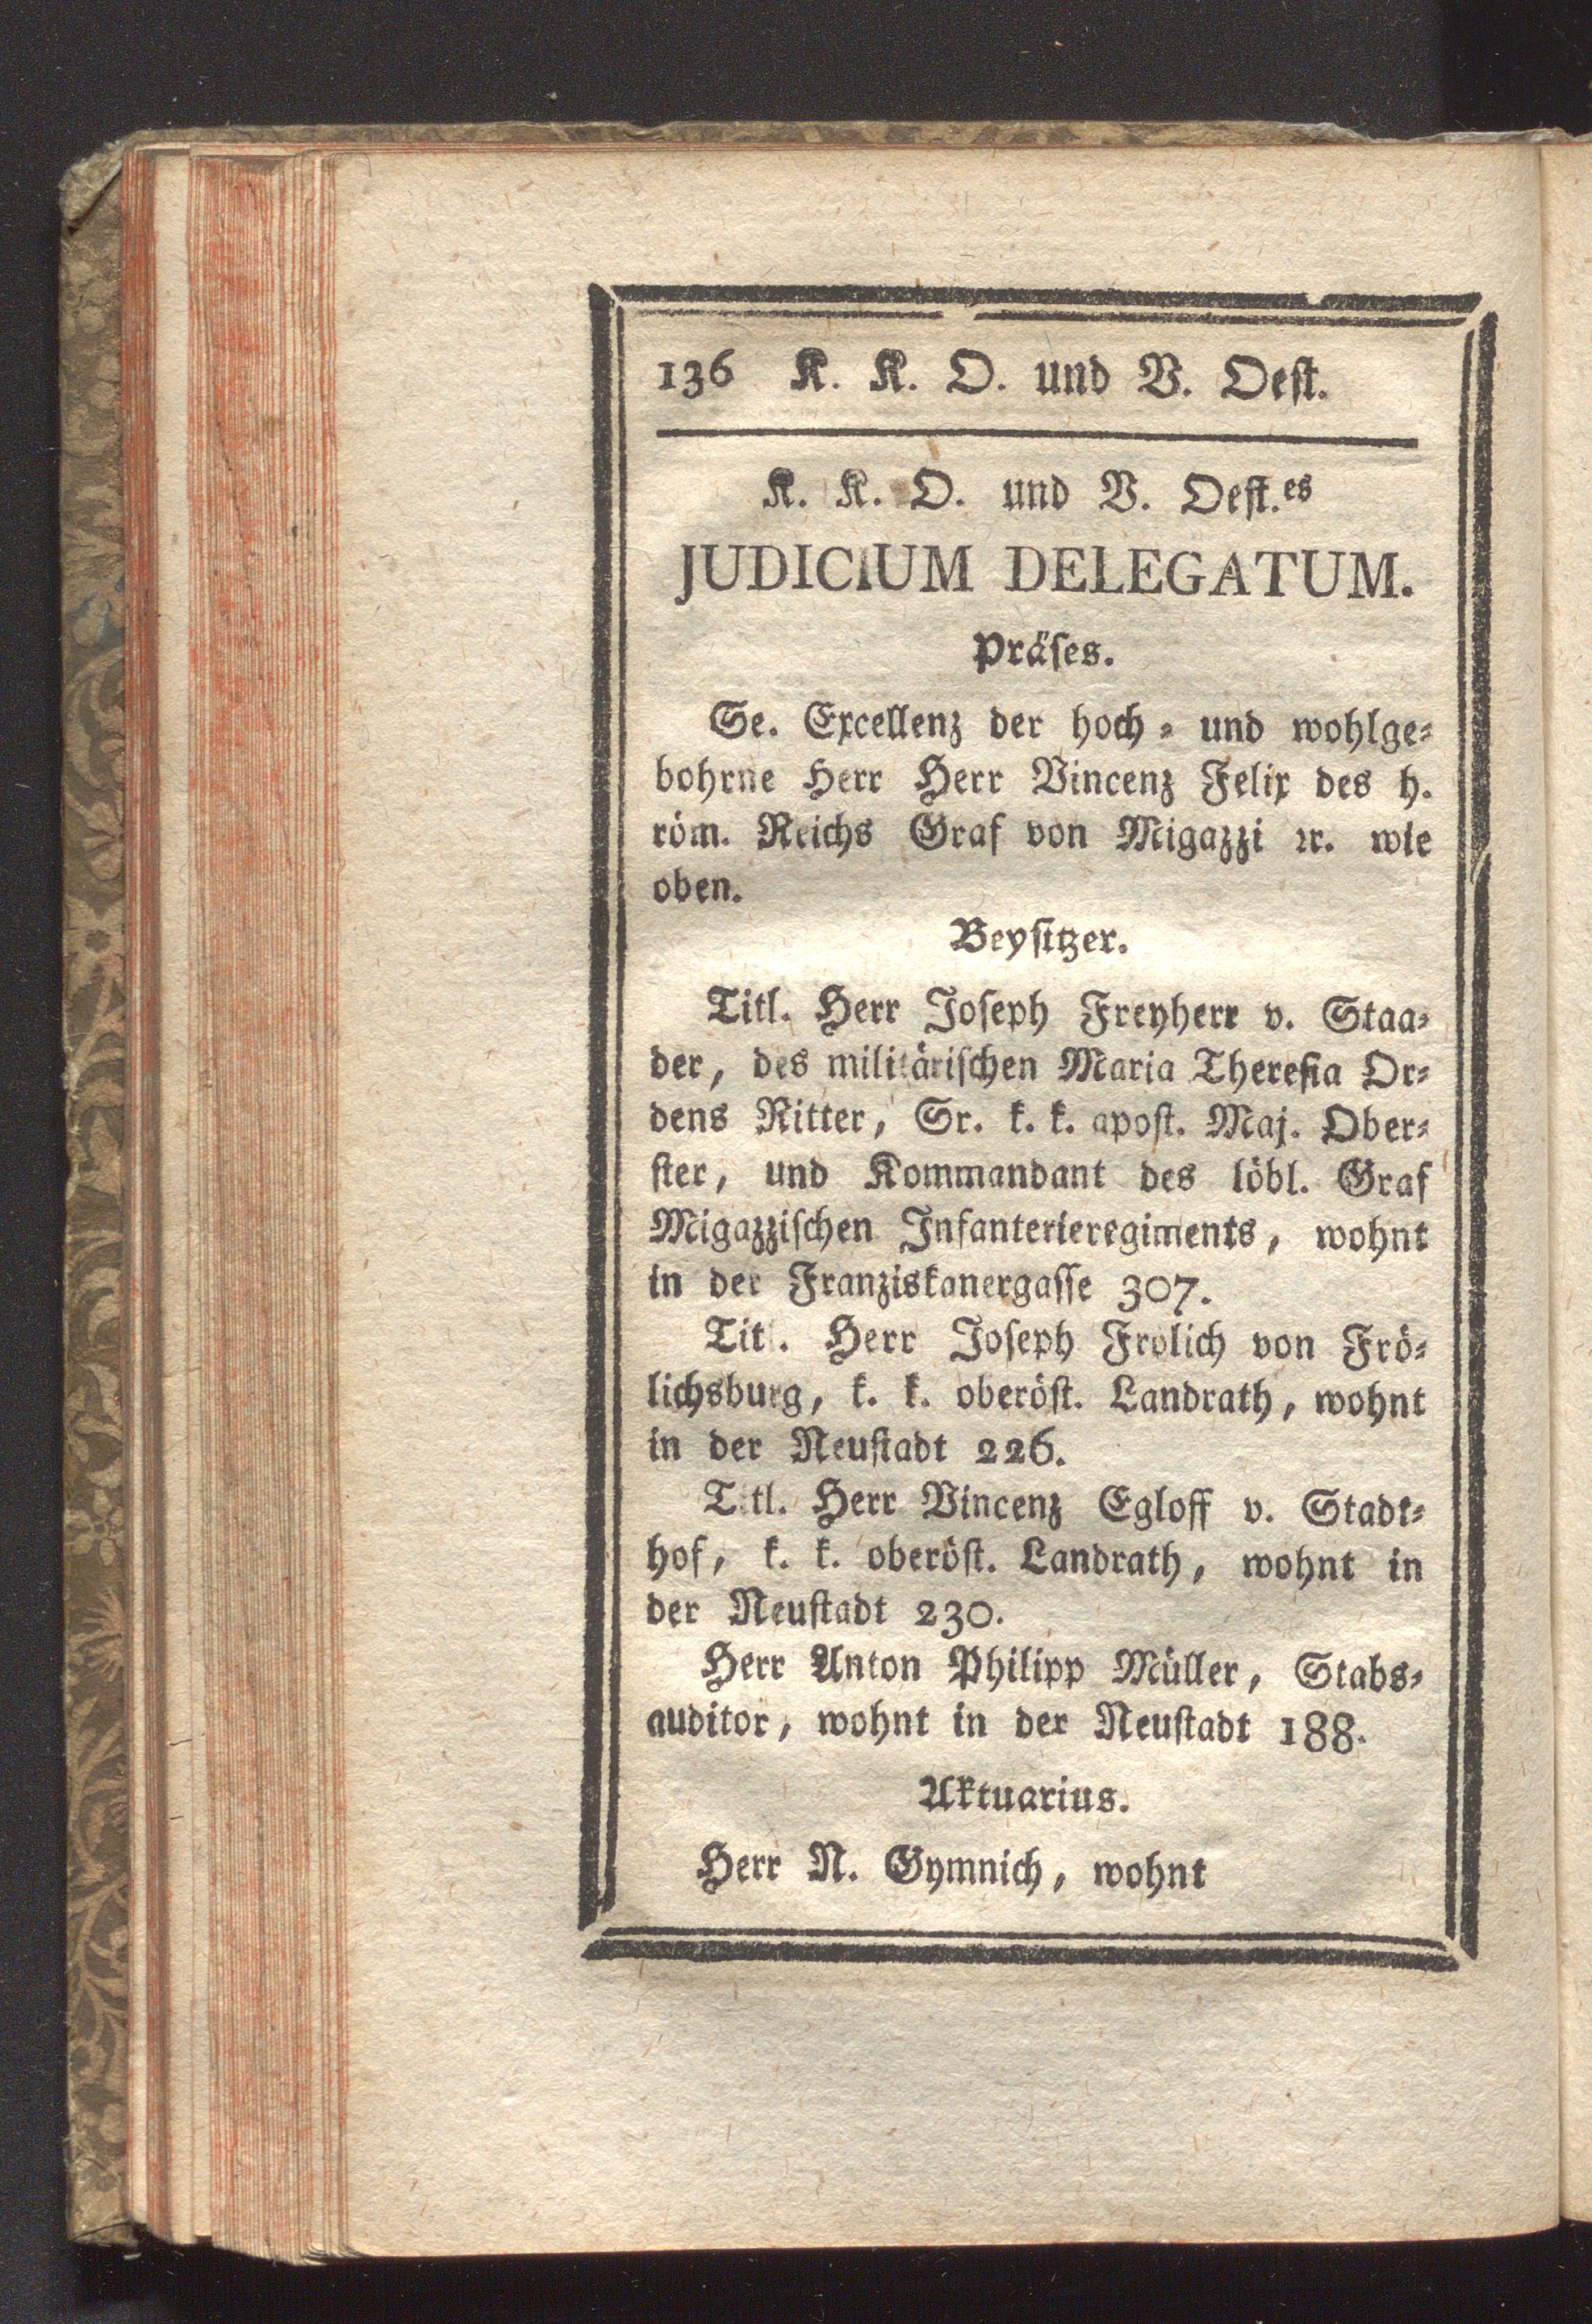 136 K. K. O. und V. Oest.
K. K. O. und V. Oest.es
JUDICIUM DELEGATUM.
Präses.
Se. Excellenz der hoch- und wohlge-
bohrne Herr Herr Vincenz Felix des h.
röm. Reichs Graf von Migazzi ꝛc. wie
oben.
Beysitzer.
Titl. Herr Joseph Freyherr v. Staa-
der, des militärischen Maria Theresia Or-
dens Ritter, Sr. k. k. apost. Maj. Ober-
ster, und Kommandant des löbl. Graf
Migazzischen Infanterieregiments, wohnt
in der Franziskanergasse 307.
Titl. Herr Joseph Frolich von Frö-
lichsburg, k. k. oberöst. Landrath, wohnt
in der Neustadt 226.
Titl. Herr Vincenz Egloff v. Stadt-
hof, k. k. oberöst. Landrath, wohnt in
der Neustadt 230.
Herr Anton Philipp Müller, Stabs-
auditor, wohnt in der Neustadt 188.
Aktuarius.
Herr N. Gymnich, wohnt